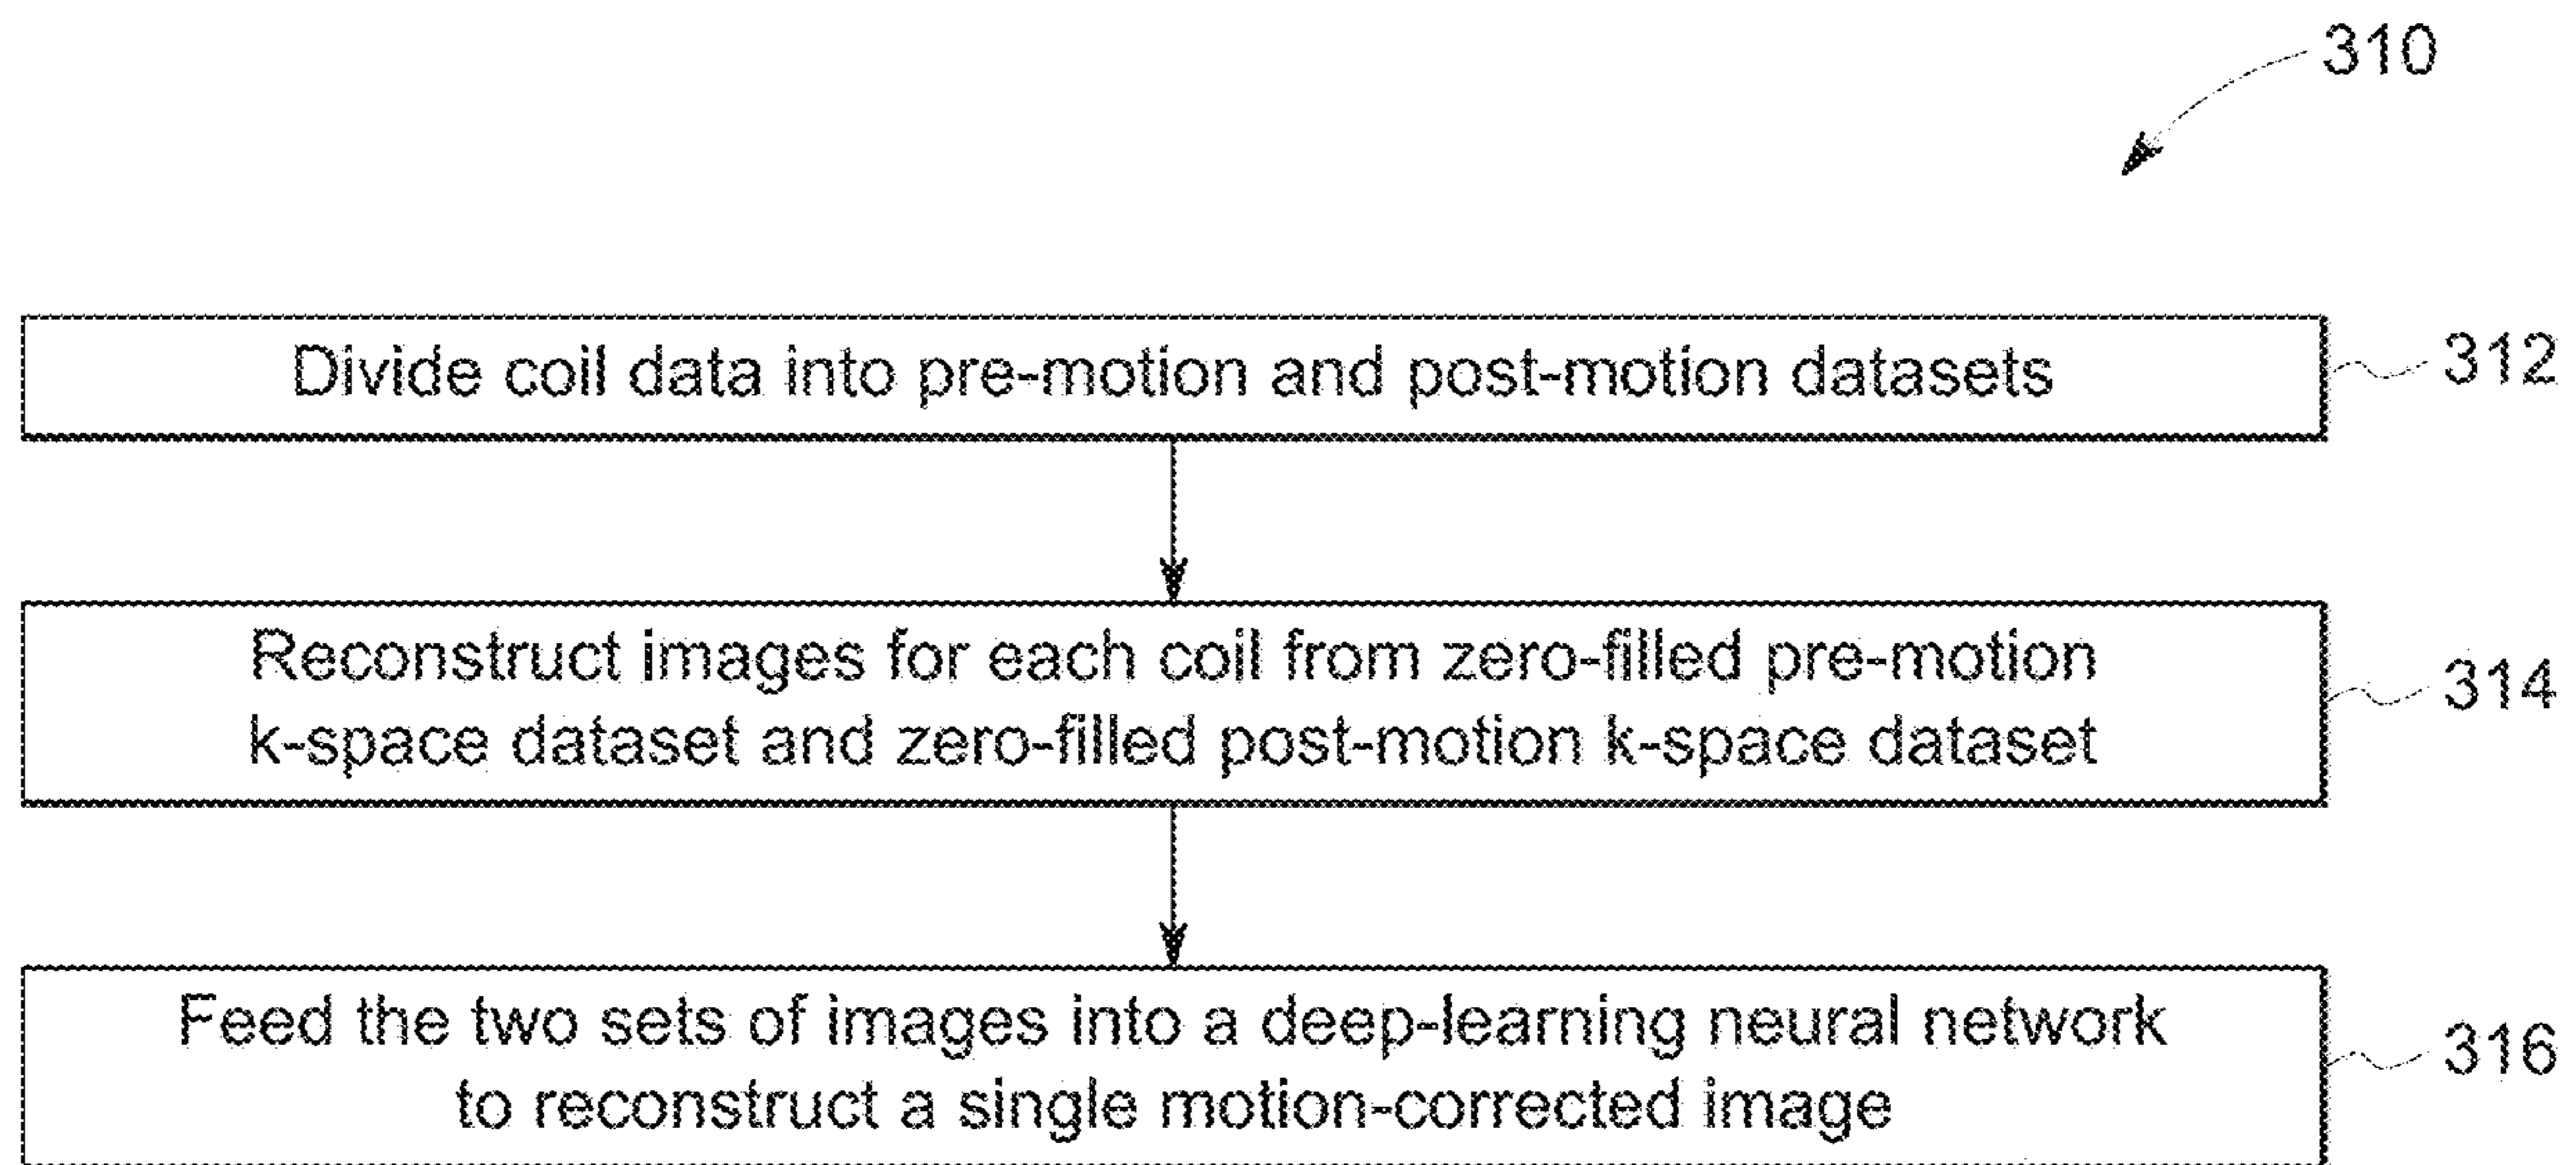 310
Divide coil data into pre-motion and post-motion datasets
312
Reconstruct images for each coil from zero-filled pre-motion
k-space dataset and zero-filled post-motion k-space dataset
314
Feed the two sets of images into a deep-learning neural network
to reconstruct a single motion-corrected image
316